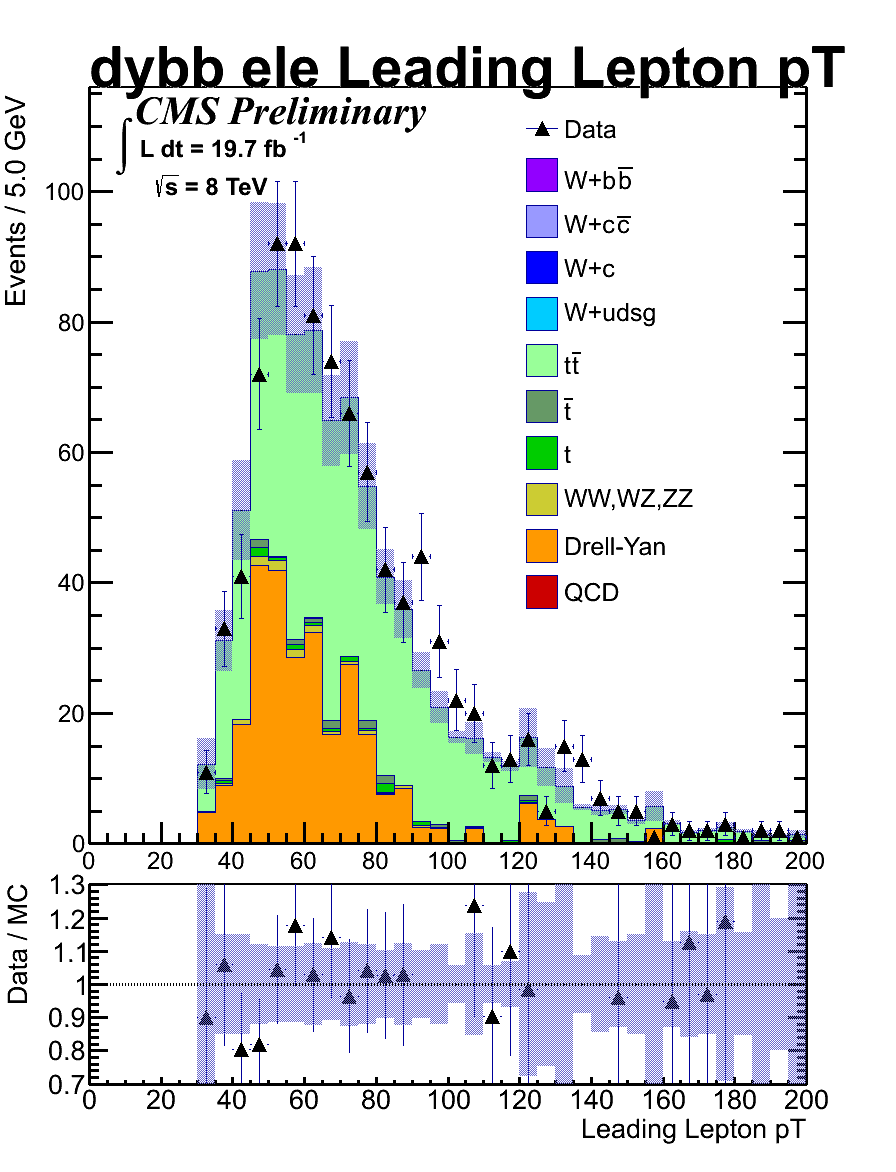 dybb ele Leading Lepton pT
CMS Preliminary
∫ L dt = 19.7 fb -1
√s = 8 TeV
Events / 5.0 GeV
100
80
60
40
20
0
Data
W+bb̅
W+cc̅
W+c
W+udsg
tt̅
t̅
t
WW,WZ,ZZ
Drell-Yan
QCD
0 20 40 60 80 100 120 140 160 180 200
Data / MC
1.3
1.2
1.1
1
0.9
0.8
0.7
0 20 40 60 80 100 120 140 160 180 200
Leading Lepton pT